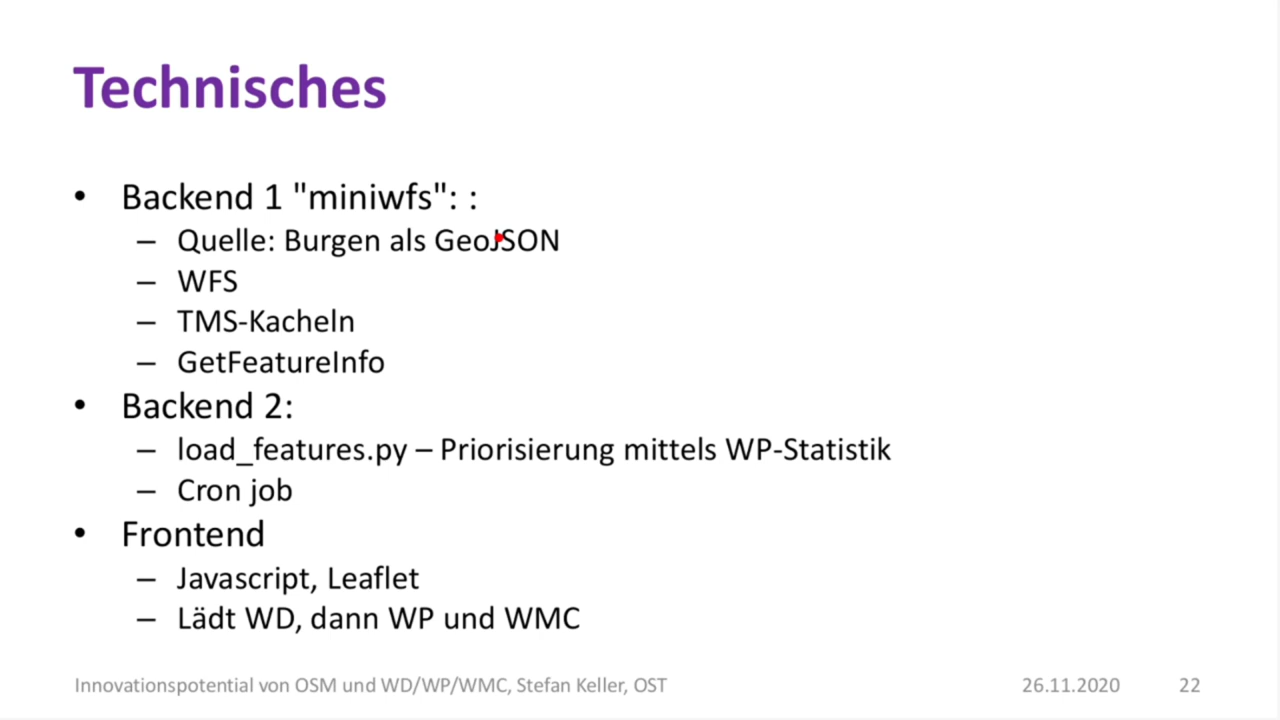 Technisches
• Backend 1 "miniwfs": :
– Quelle: Burgen als GeoJSON
– WFS
– TMS-Kacheln
– GetFeatureInfo
• Backend 2:
– load_features.py – Priorisierung mittels WP-Statistik
– Cron job
• Frontend
– Javascript, Leaflet
– Lädt WD, dann WP und WMC
Innovationspotential von OSM und WD/WP/WMC, Stefan Keller, OST 26.11.2020 22